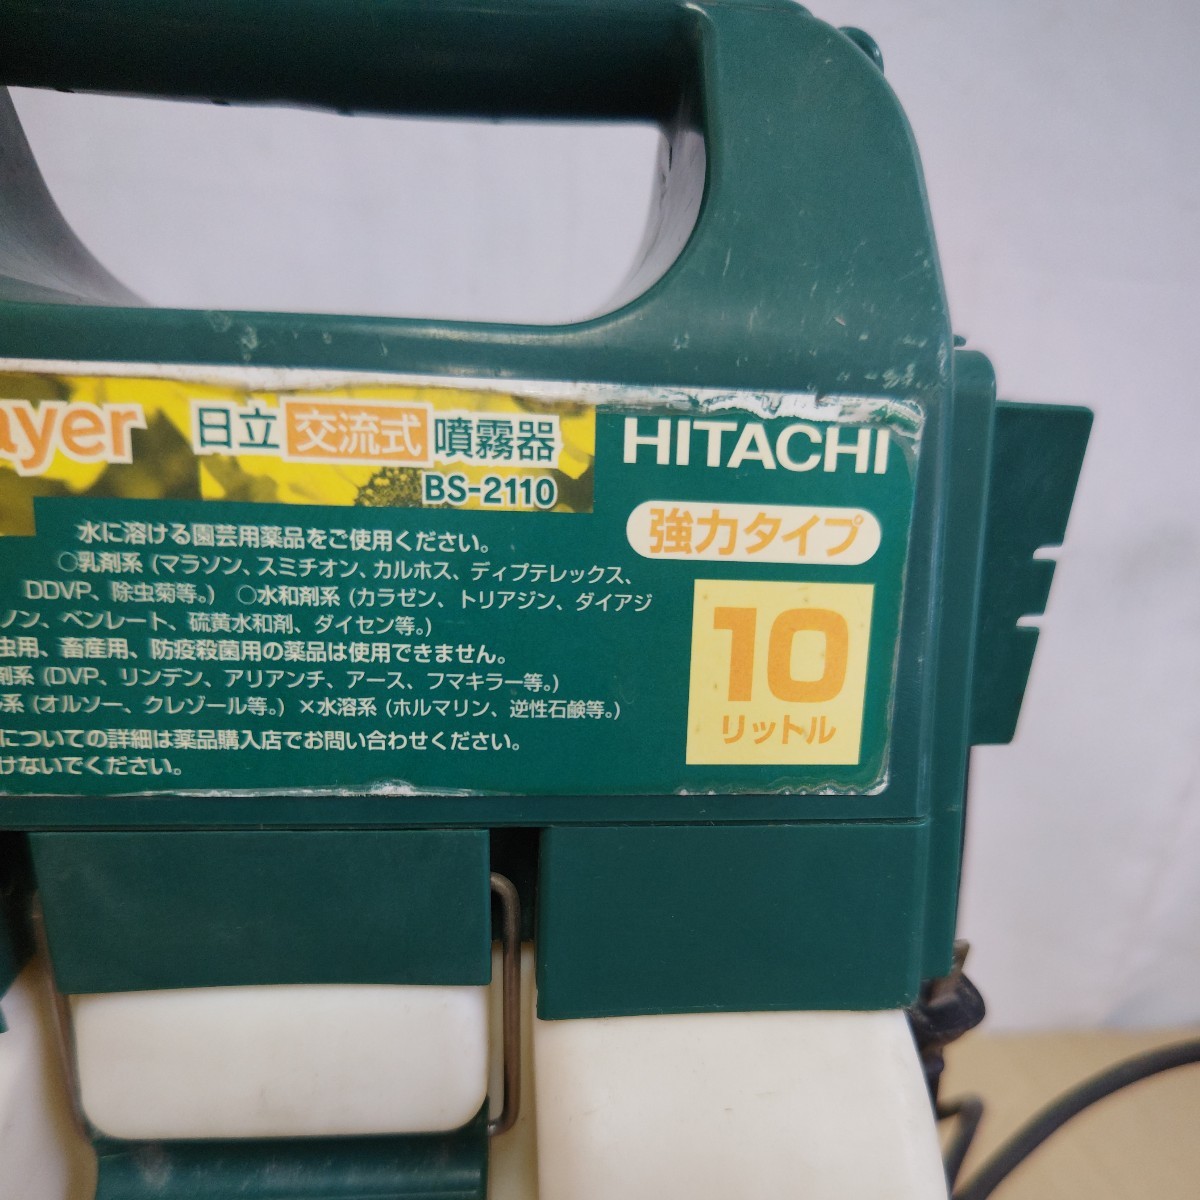 ayer 日立 交流式 噴霧器 HITACHI
BS-2110
強力タイプ
10
リットル
水に溶ける園芸用薬品をご使用ください。
○乳剤系 (マラソン、スミチオン、カルホス、ディプテレックス、
DDVP、除虫菊等。) ○水和剤系 (カラゼン、トリアジン、ダイアジ
ノン、ベンレート、硫黄水和剤、ダイセン等。)
虫用、畜産用、防疫殺菌用の薬品は使用できません。
剤系 (DVP、リンデン、アリアンチ、アース、フマキラー等。)
系 (オルソー、クレゾール等。) ×水溶系 (ホルマリン、逆性石鹸等。)
についての詳細は薬品購入店でお問い合わせください。
けないでください。